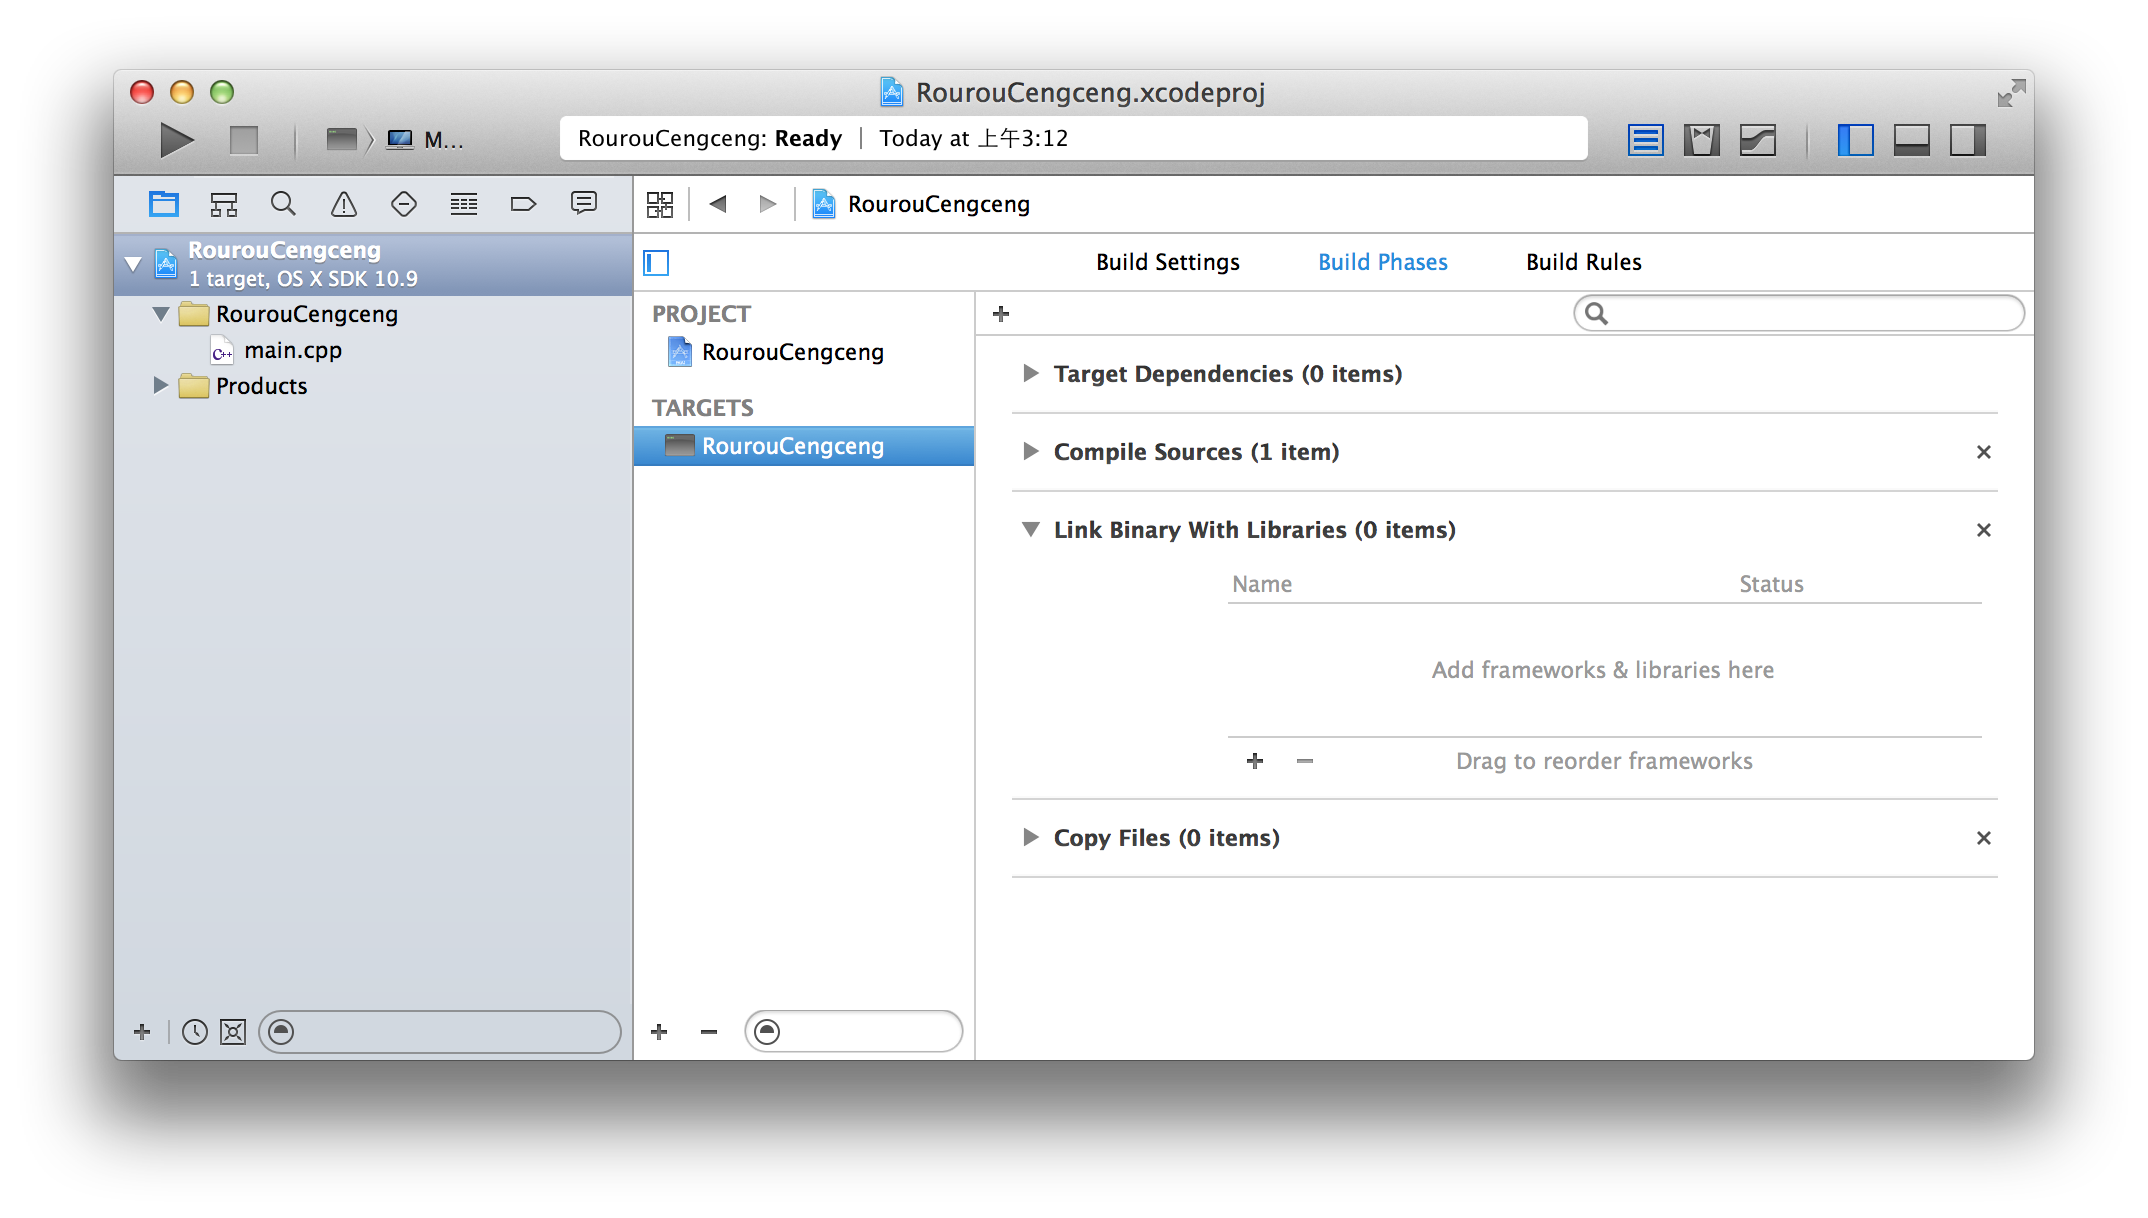 RourouCengceng.xcodeproj
M...
RourouCengceng: Ready | Today at 上午3:12
RourouCengceng
RourouCengceng
1 target, OS X SDK 10.9
RourouCengceng
main.cpp
Products
Build Settings
Build Phases
Build Rules
PROJECT
RourouCengceng
TARGETS
RourouCengceng
Target Dependencies (0 items)
Compile Sources (1 item)
Link Binary With Libraries (0 items)
Name
Status
Add frameworks & libraries here
Drag to reorder frameworks
Copy Files (0 items)